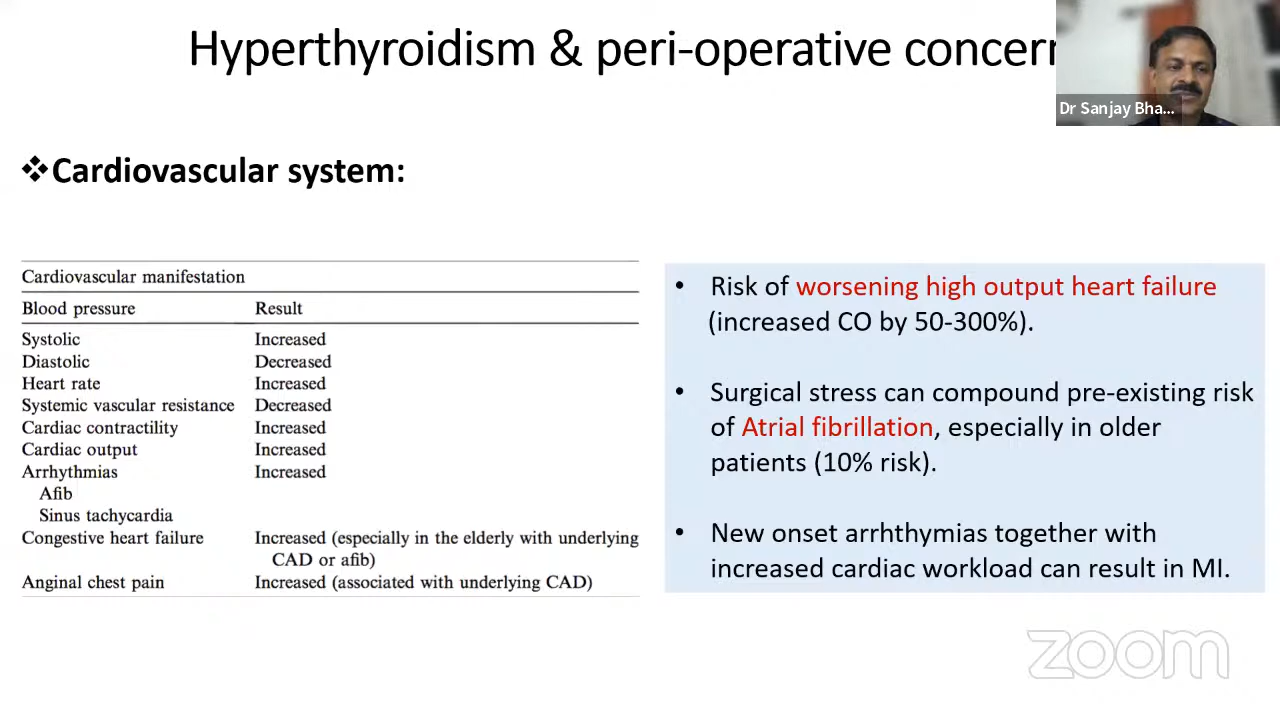 Hyperthyroidism & peri-operative concern
Dr Sanjay Bha...
❖Cardiovascular system:
Cardiovascular manifestation
Blood pressure Result
Systolic Increased
Diastolic Decreased
Heart rate Increased
Systemic vascular resistance Decreased
Cardiac contractility Increased
Cardiac output Increased
Arrhythmias Increased
Afib
Sinus tachycardia
Congestive heart failure Increased (especially in the elderly with underlying
CAD or afib)
Anginal chest pain Increased (associated with underlying CAD)
• Risk of worsening high output heart failure
(increased CO by 50-300%).
• Surgical stress can compound pre-existing risk
of Atrial fibrillation, especially in older
patients (10% risk).
• New onset arrhthymias together with
increased cardiac workload can result in MI.
zoom